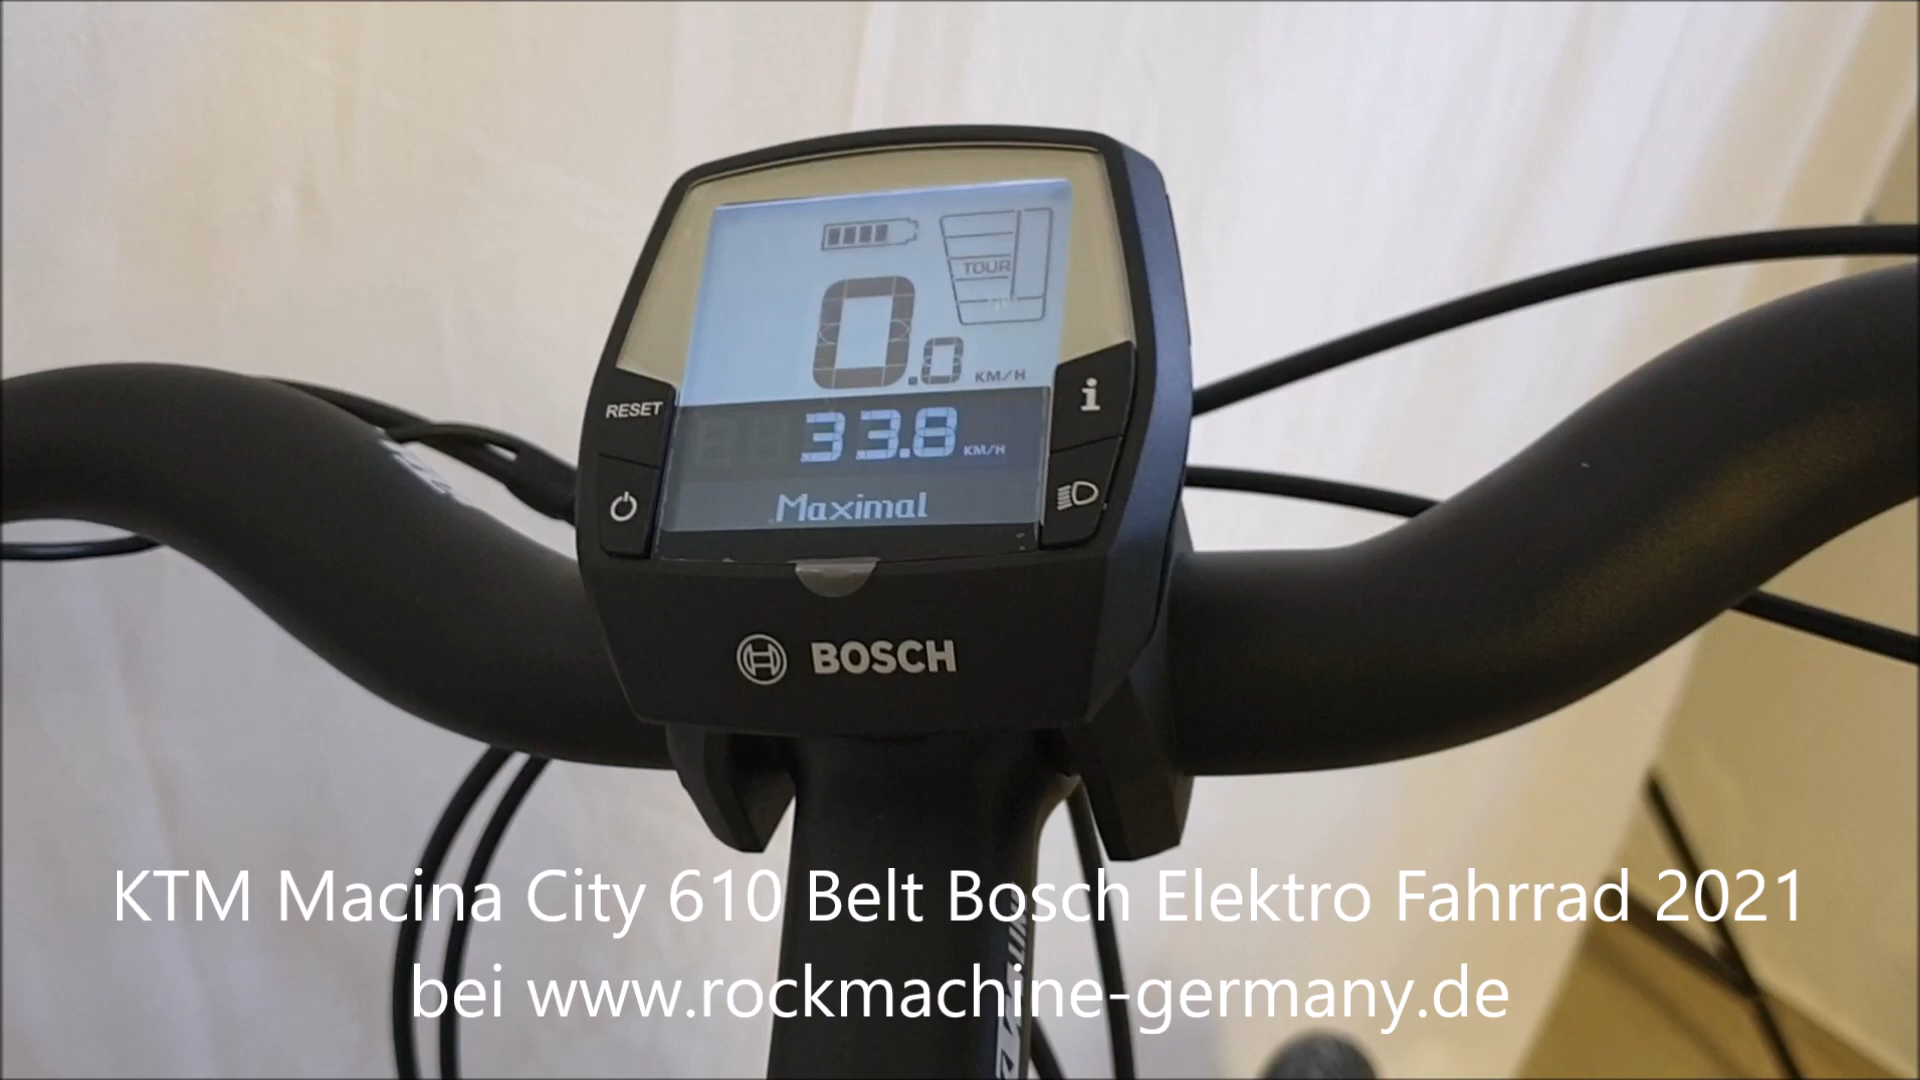 TOUR
0.0 KM/H
RESET
i
33.8 KM/H
Maximal
BOSCH
KTM Macina City 610 Belt Bosch Elektro Fahrrad 2021
bei www.rockmachine-germany.de